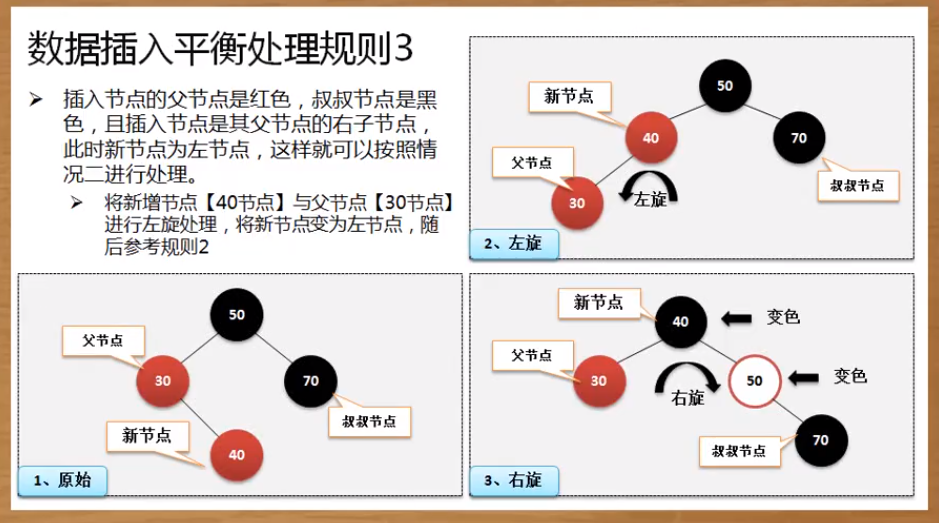 数据插入平衡处理规则3
➢ 插入节点的父节点是红色，叔叔节点是黑
色，且插入节点是其父节点的右子节点，
此时新节点为左节点，这样就可以按照情
况二进行处理。
➢ 将新增节点【40节点】与父节点【30节点】
进行左旋处理，将新节点变为左节点，随
后参考规则2
50
新节点
40
70
父节点
叔叔节点
30
左旋
2、左旋
50
父节点
30
70
叔叔节点
新节点
40
1、原始
新节点
40
变色
父节点
30
右旋
50
变色
叔叔节点
70
3、右旋